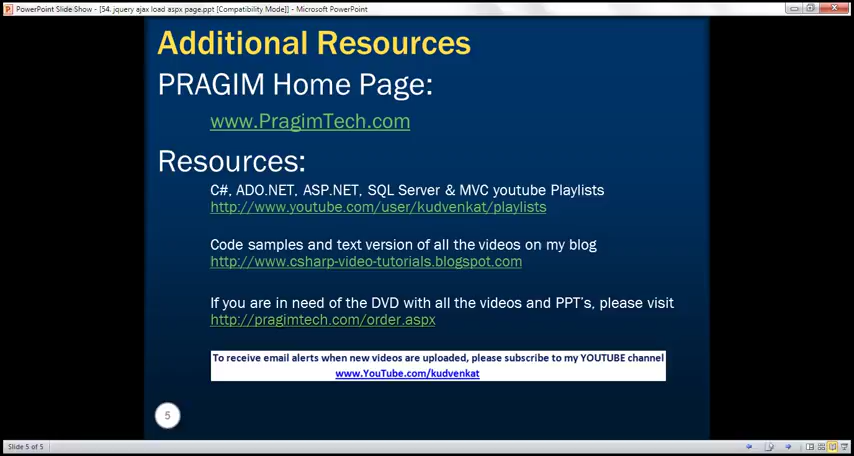 PowerPoint Slide Show - [54. jquery ajax load aspx page.ppt [Compatibility Mode]] - Microsoft PowerPoint
Additional Resources
PRAGIM Home Page:
www.PragimTech.com
Resources:
C#, ADO.NET, ASP.NET, SQL Server & MVC youtube Playlists
http://www.youtube.com/user/kudvenkat/playlists
Code samples and text version of all the videos on my blog
http://www.csharp-video-tutorials.blogspot.com
If you are in need of the DVD with all the videos and PPT's, please visit
http://pragimtech.com/order.aspx
To receive email alerts when new videos are uploaded, please subscribe to my YOUTUBE channel
www.YouTube.com/kudvenkat
5
Slide 5 of 5